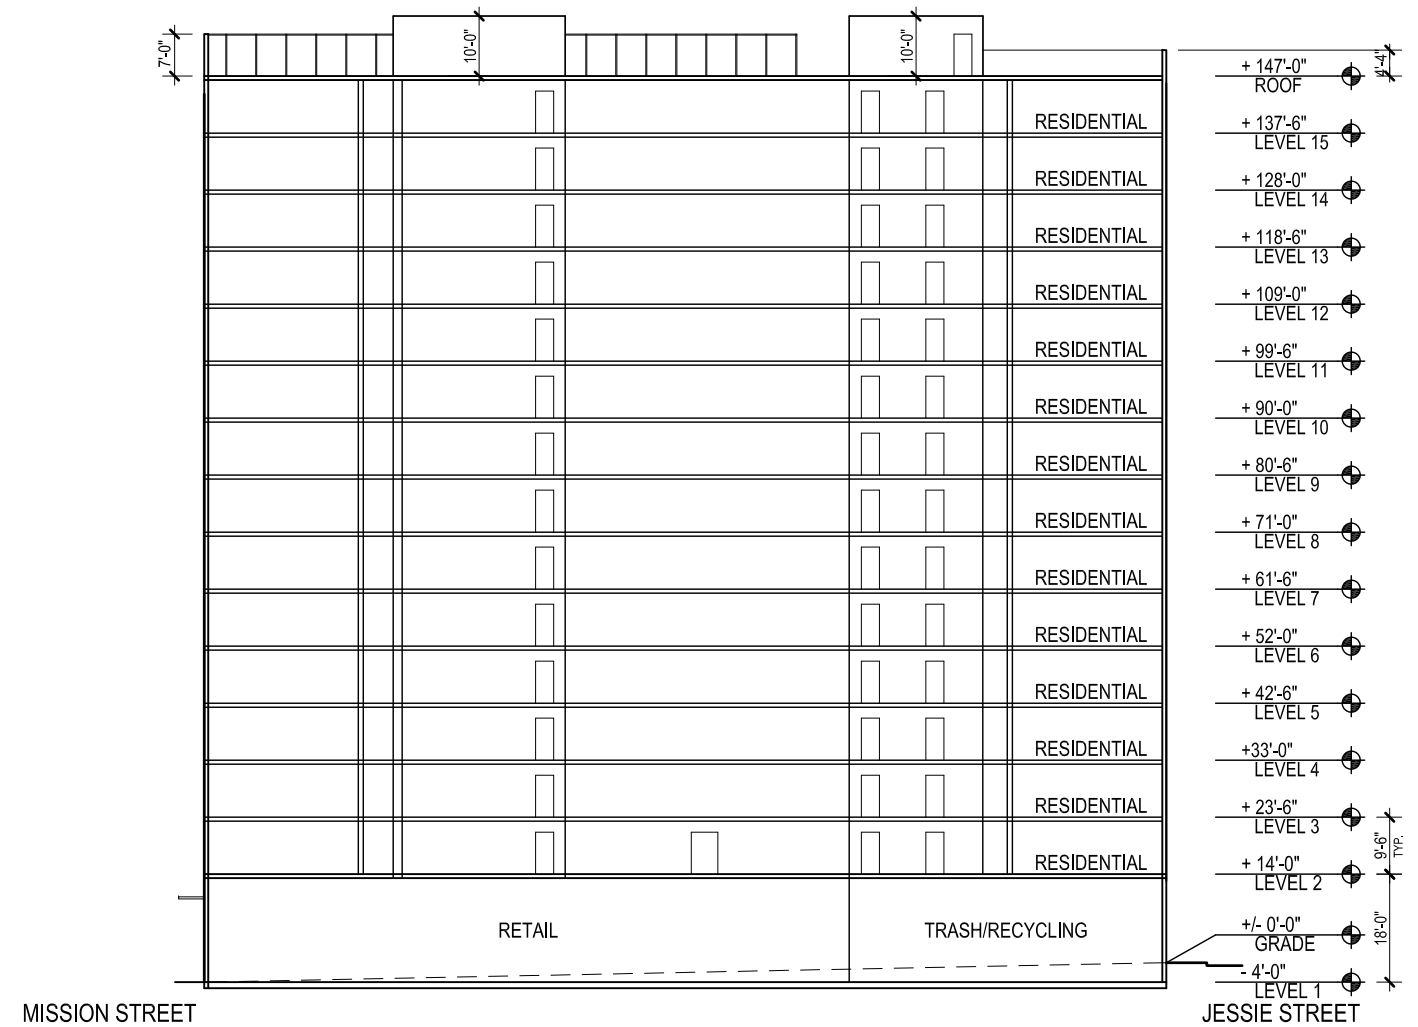 7'-0"
10'-0"
10'-0"
4'-4"
+ 147'-0"
ROOF
RESIDENTIAL
+ 137'-6"
LEVEL 15
RESIDENTIAL
+ 128'-0"
LEVEL 14
RESIDENTIAL
+ 118'-6"
LEVEL 13
RESIDENTIAL
+ 109'-0"
LEVEL 12
RESIDENTIAL
+ 99'-6"
LEVEL 11
RESIDENTIAL
+ 90'-0"
LEVEL 10
RESIDENTIAL
+ 80'-6"
LEVEL 9
RESIDENTIAL
+ 71'-0"
LEVEL 8
RESIDENTIAL
+ 61'-6"
LEVEL 7
RESIDENTIAL
+ 52'-0"
LEVEL 6
RESIDENTIAL
+ 42'-6"
LEVEL 5
RESIDENTIAL
+33'-0"
LEVEL 4
RESIDENTIAL
+ 23'-6"
LEVEL 3
9'-6"
TYP.
RESIDENTIAL
+ 14'-0"
LEVEL 2
RETAIL
TRASH/RECYCLING
+/- 0'-0"
GRADE
18'-0"
- 4'-0"
LEVEL 1
MISSION STREET
JESSIE STREET